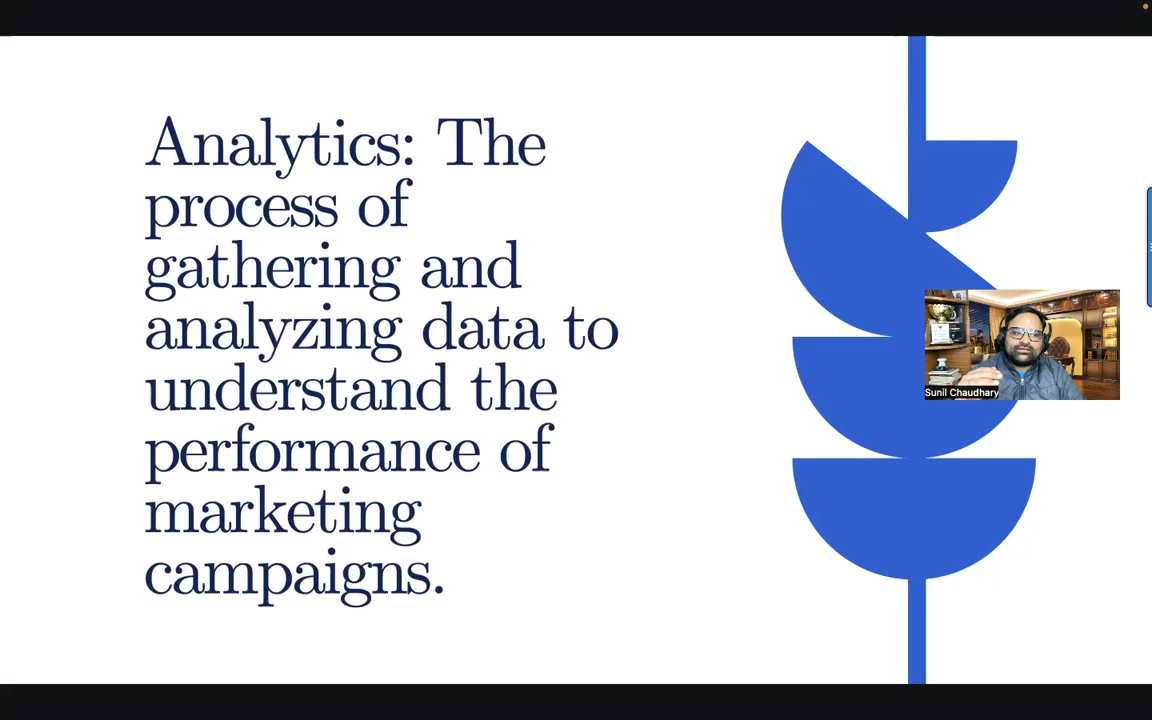 Analytics: The
process of
gathering and
analyzing data to
understand the
performance of
marketing
campaigns.
Sunil Chaudhary